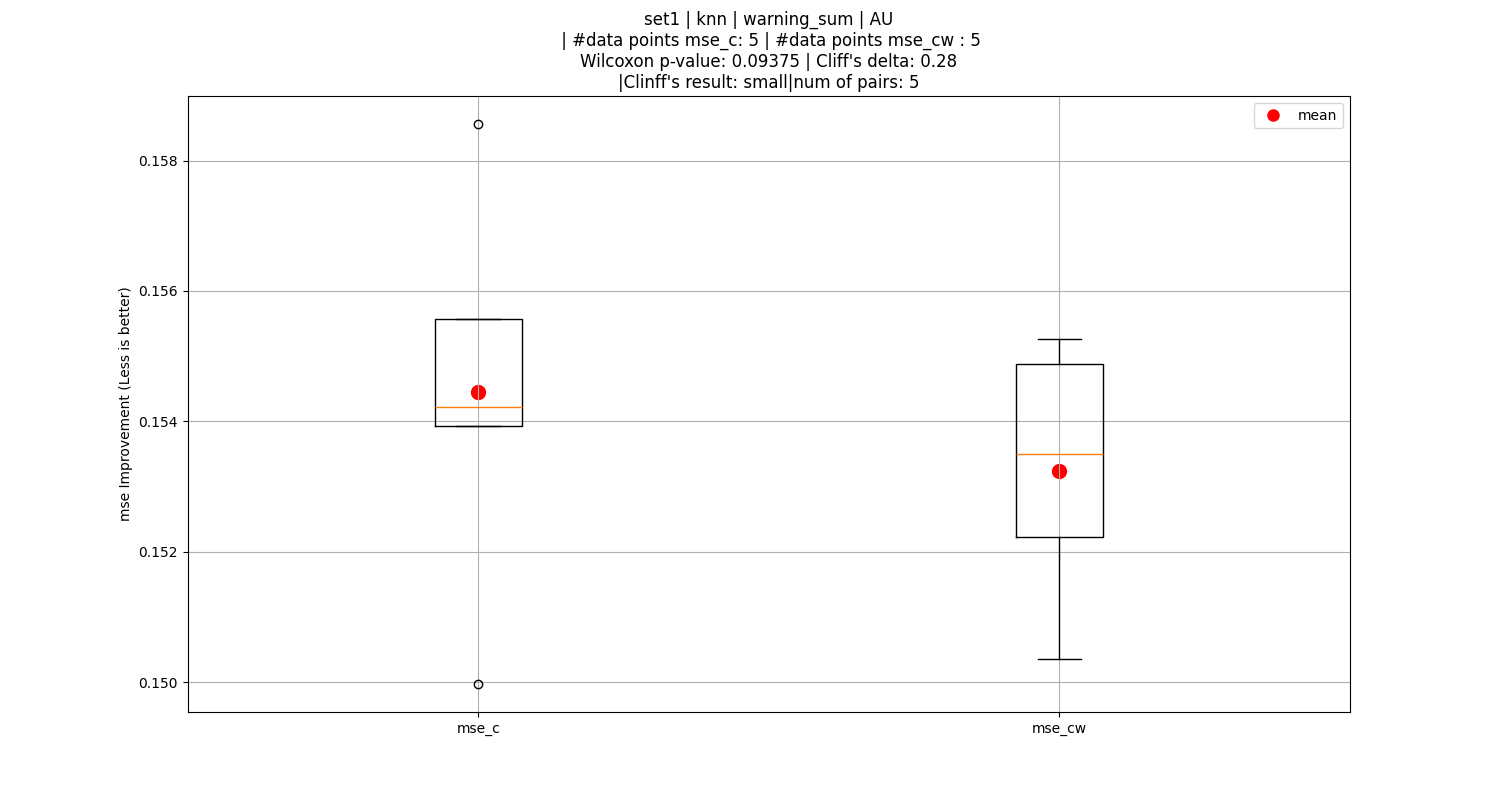 set1 | knn | warning_sum | AU
| #data points mse_c: 5 | #data points mse_cw : 5
Wilcoxon p-value: 0.09375 | Cliff's delta: 0.28
|Clinff's result: small|num of pairs: 5
mean
mse Improvement (Less is better)
0.158
0.156
0.154
0.152
0.150
mse_c
mse_cw